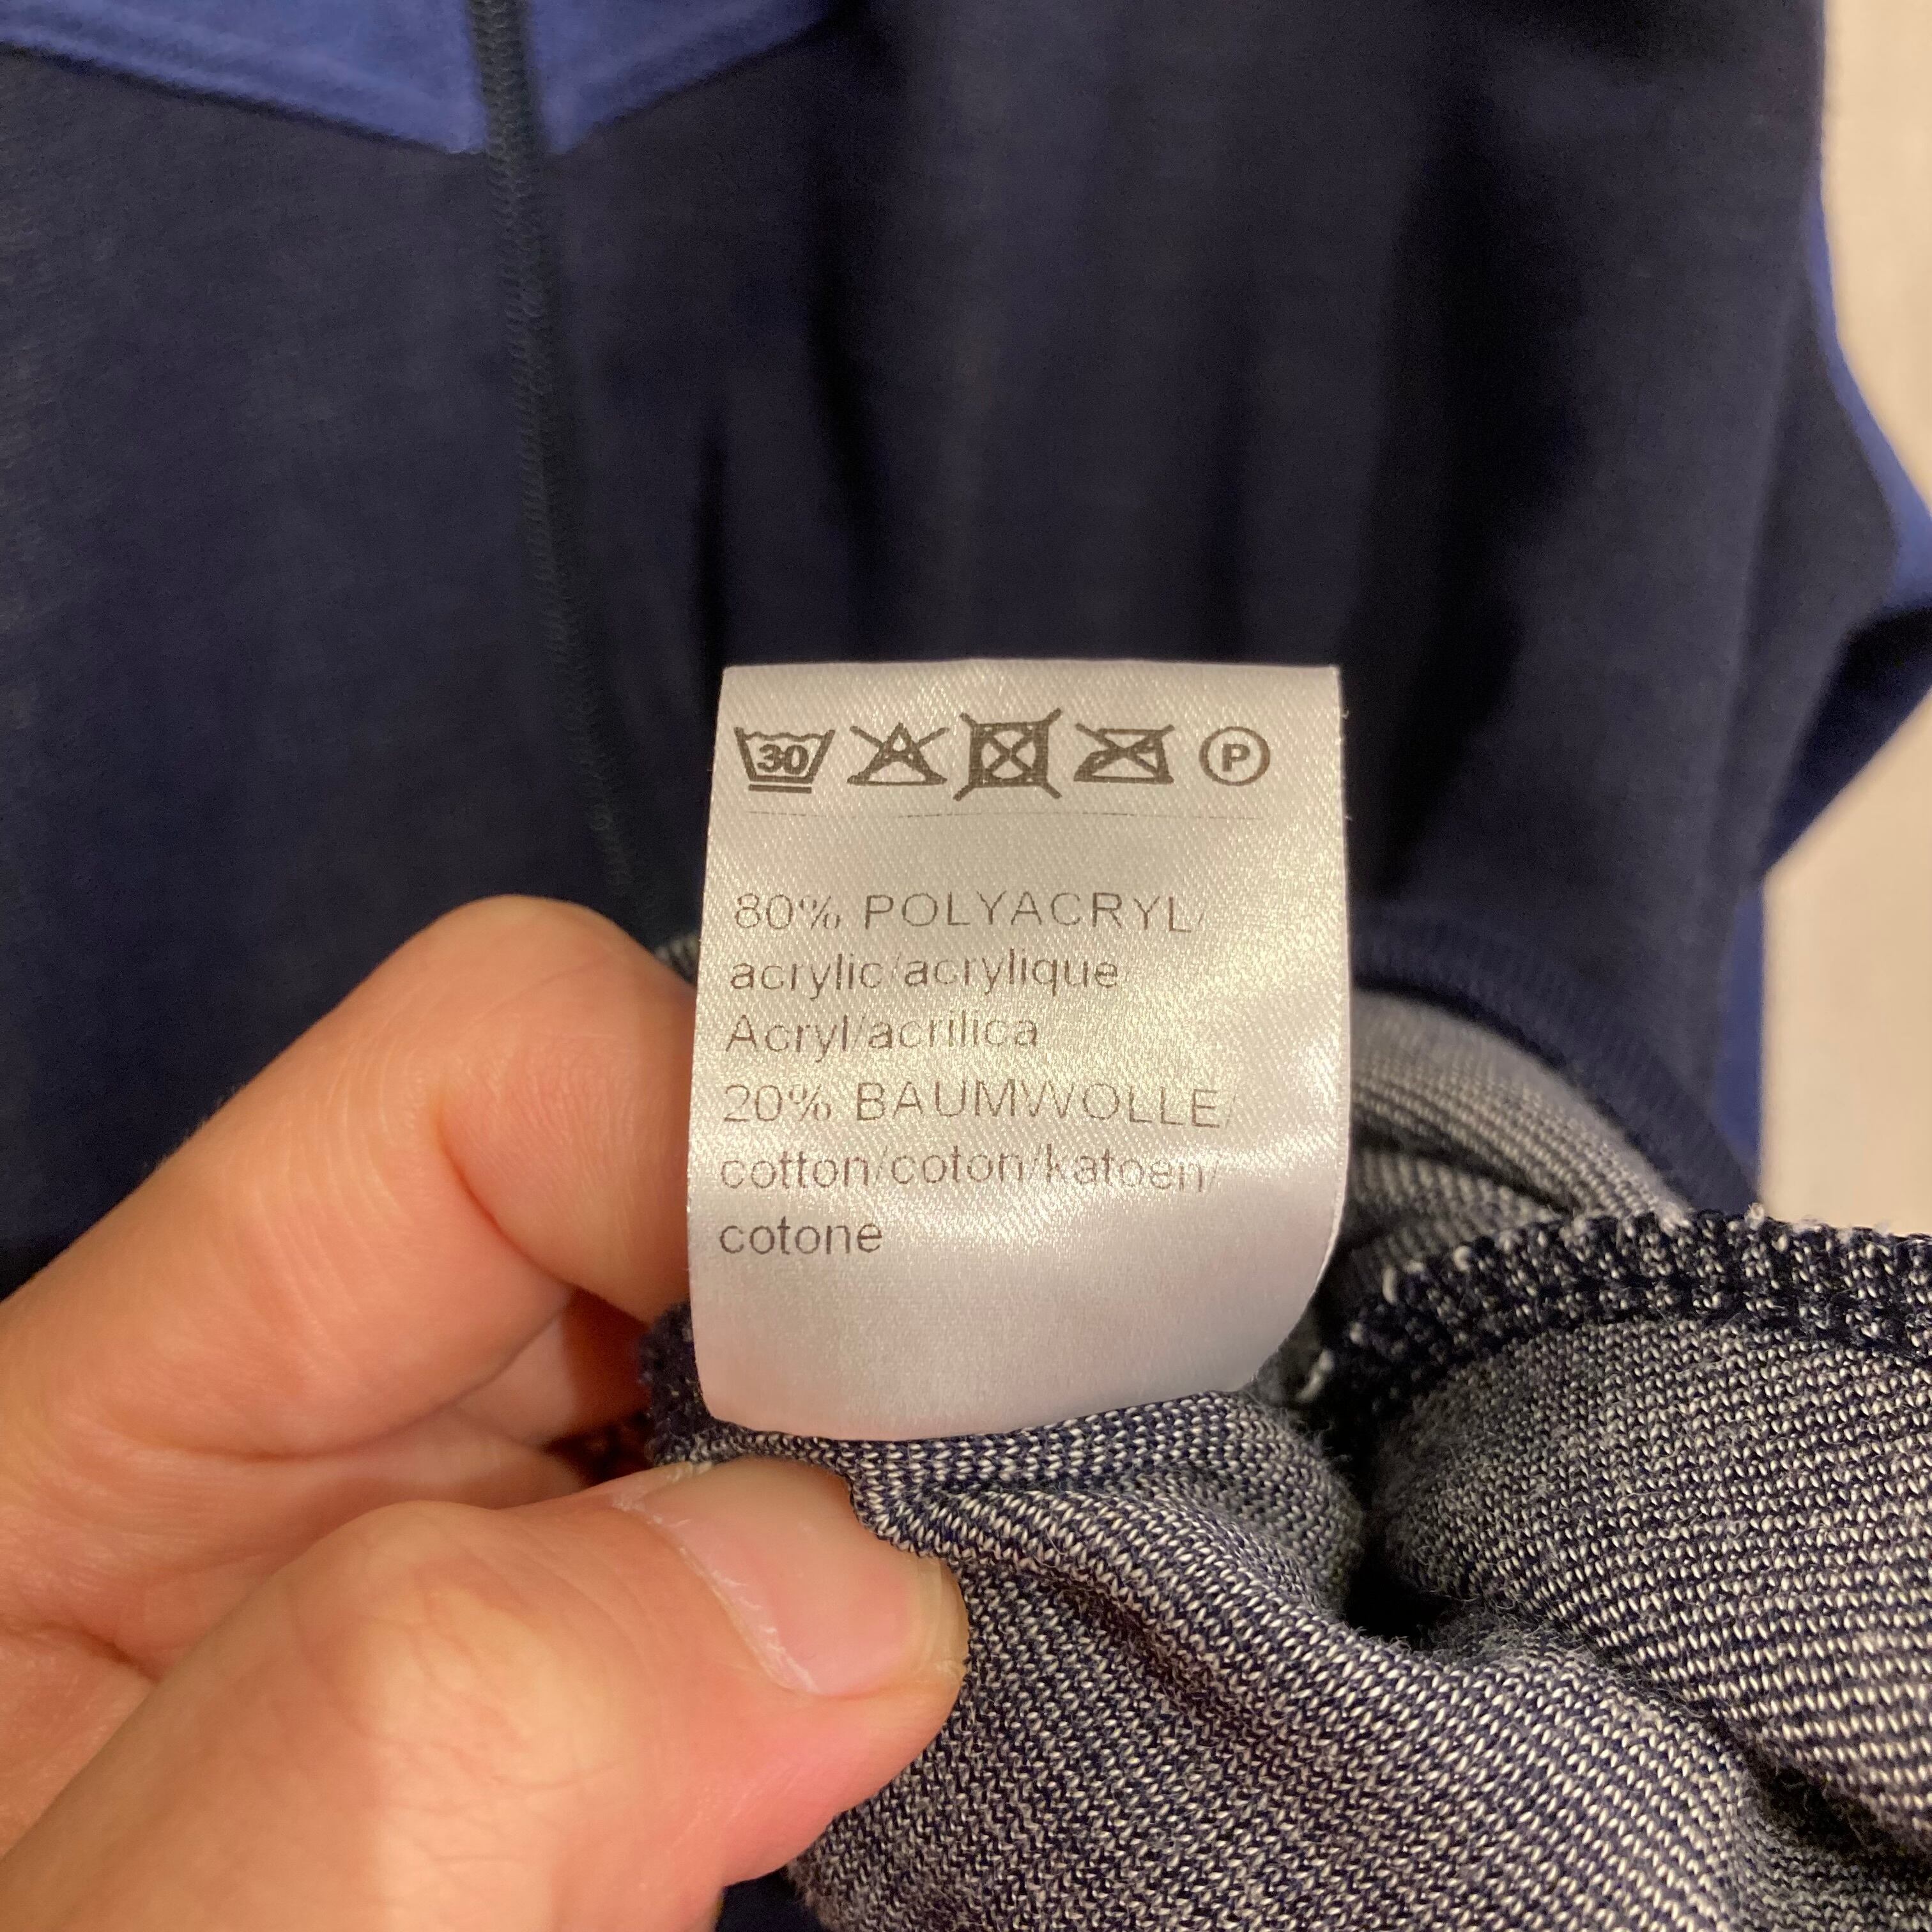 30 P
80% POLYACRYL/
acrylic/acrylique
Acryl/acrilica
20% BAUMWOLLE/
cotton/coton/katoen/
cotone